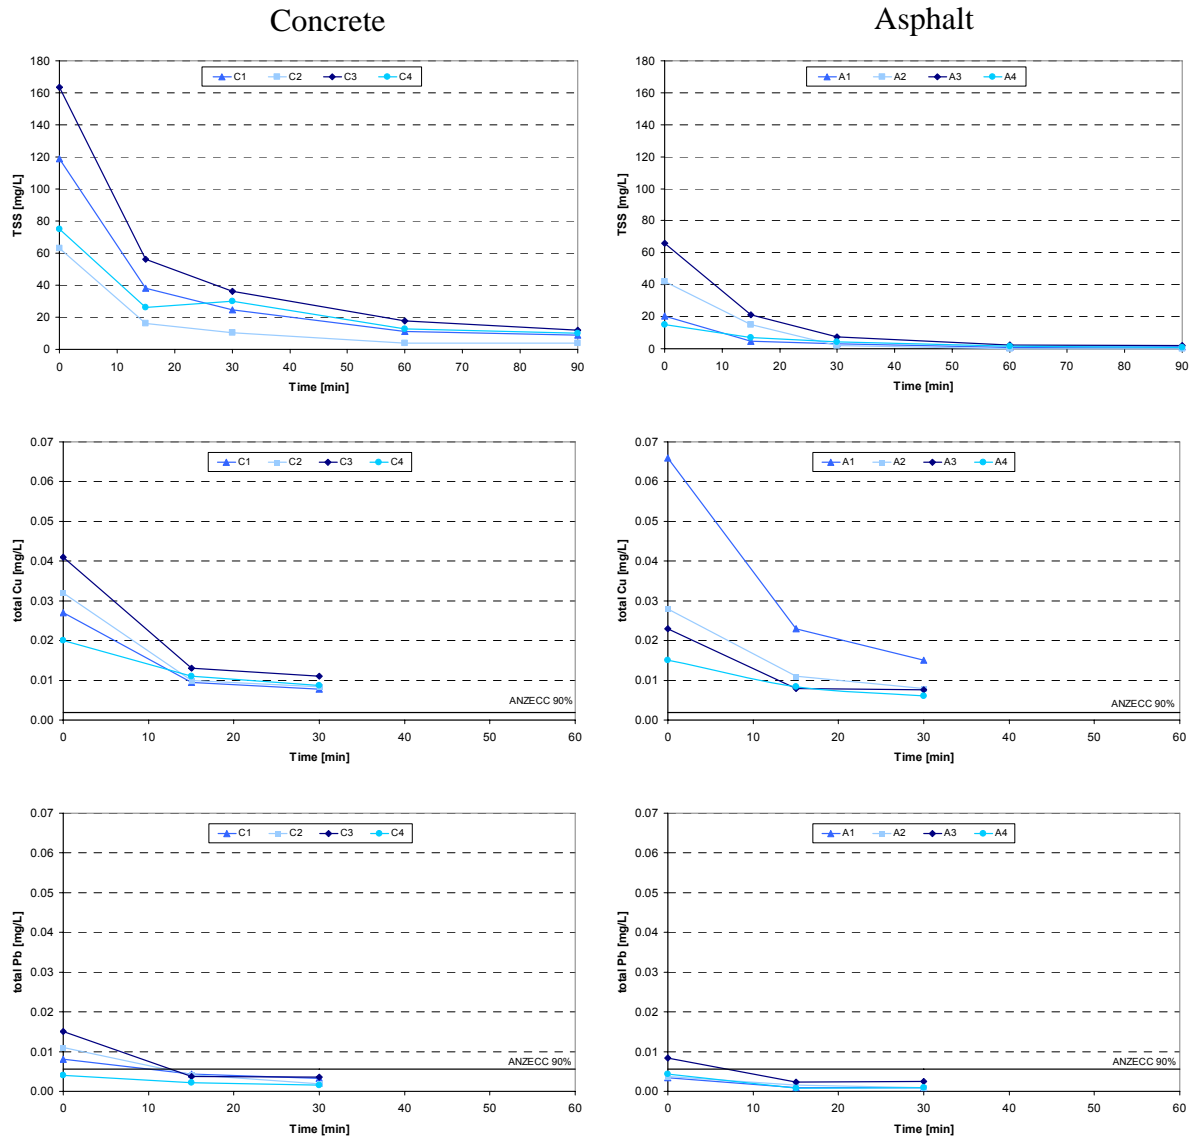 Concrete
Asphalt
180
160
140
120
100
80
60
40
20
0
TSS [mg/L]
C1 C2 C3 C4
0 10 20 30 40 50 60 70 80 90
Time [min]
180
160
140
120
100
80
60
40
20
0
TSS [mg/L]
A1 A2 A3 A4
0 10 20 30 40 50 60 70 80 90
Time [min]
0.07
0.06
0.05
0.04
0.03
0.02
0.01
0.00
total Cu [mg/L]
C1 C2 C3 C4
ANZECC 90%
0 10 20 30 40 50 60
Time [min]
0.07
0.06
0.05
0.04
0.03
0.02
0.01
0.00
total Cu [mg/L]
A1 A2 A3 A4
ANZECC 90%
0 10 20 30 40 50 60
Time [min]
0.07
0.06
0.05
0.04
0.03
0.02
0.01
0.00
total Pb [mg/L]
C1 C2 C3 C4
ANZECC 90%
0 10 20 30 40 50 60
Time [min]
0.07
0.06
0.05
0.04
0.03
0.02
0.01
0.00
total Pb [mg/L]
A1 A2 A3 A4
ANZECC 90%
0 10 20 30 40 50 60
Time [min]